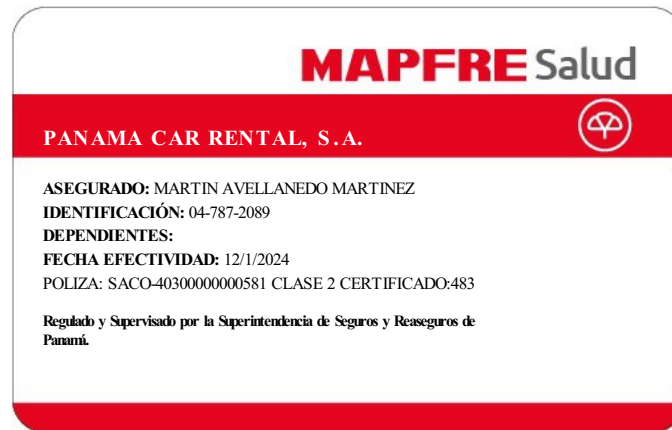 MAPFRE Salud
PANAMA CAR RENTAL, S.A.
ASEGURADO: MARTIN AVELLANEDO MARTINEZ
IDENTIFICACIÓN: 04-787-2089
DEPENDIENTES:
FECHA EFECTIVIDAD: 12/1/2024
POLIZA: SACO-40300000000581 CLASE 2 CERTIFICADO:483
Regulado y Supervisado por la Superintendencia de Seguros y Reaseguros de
Panamá.